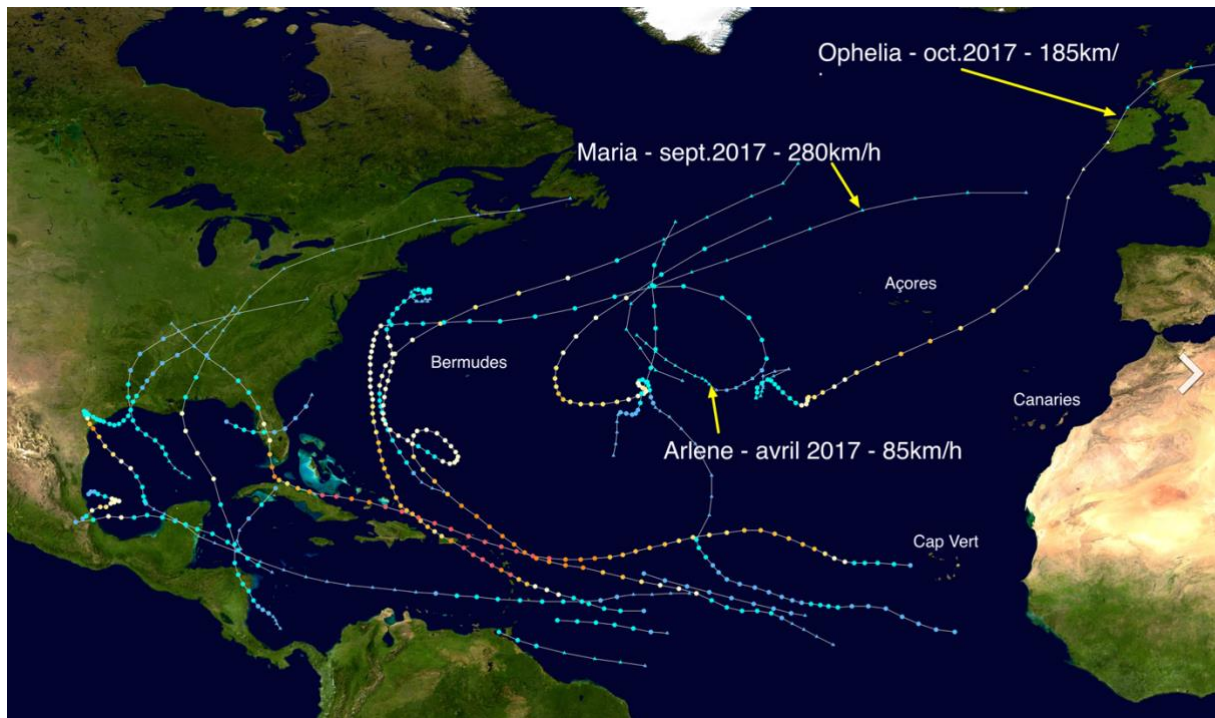 Ophelia - oct.2017 - 185km/
.
Maria - sept.2017 - 280km/h
Açores
Bermudes
Canaries
Arlene - avril 2017 - 85km/h
Cap Vert